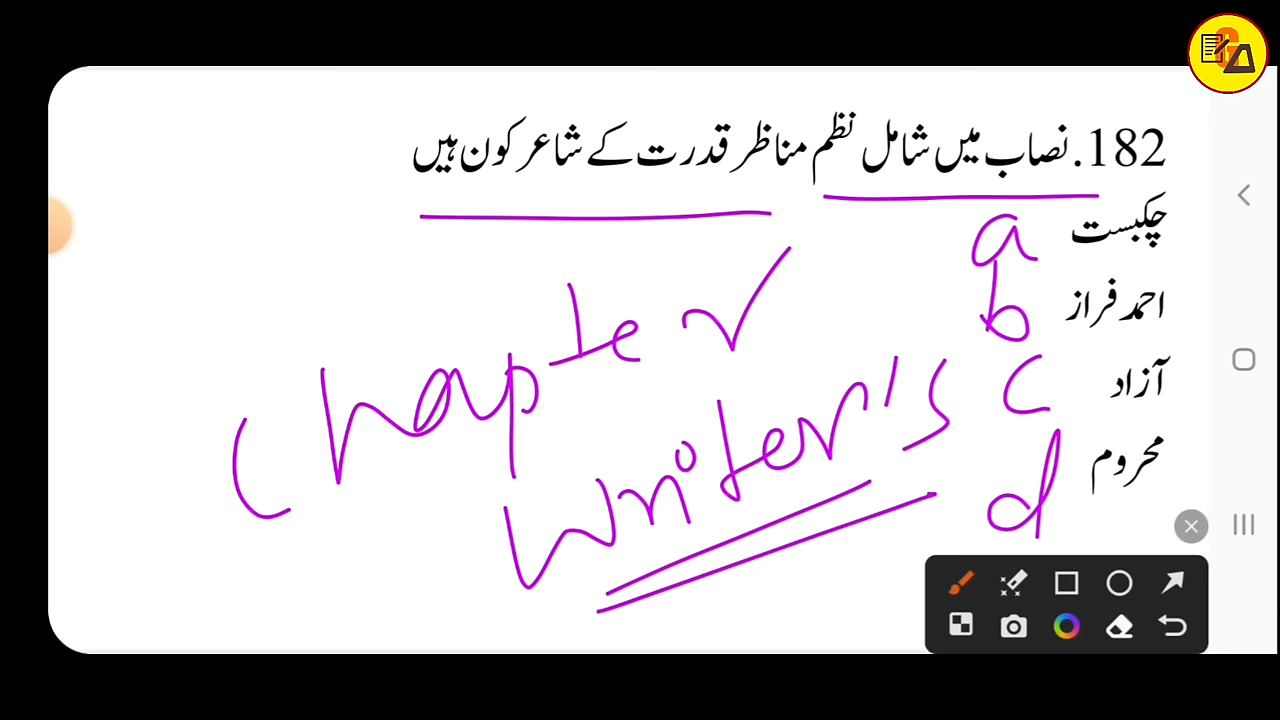 182. نصاب میں شامل نظم مناظر قدرت کے شاعر کون ہیں
چکبست a
احمد فراز b
آزاد c
محروم d
Chapter
Writer's